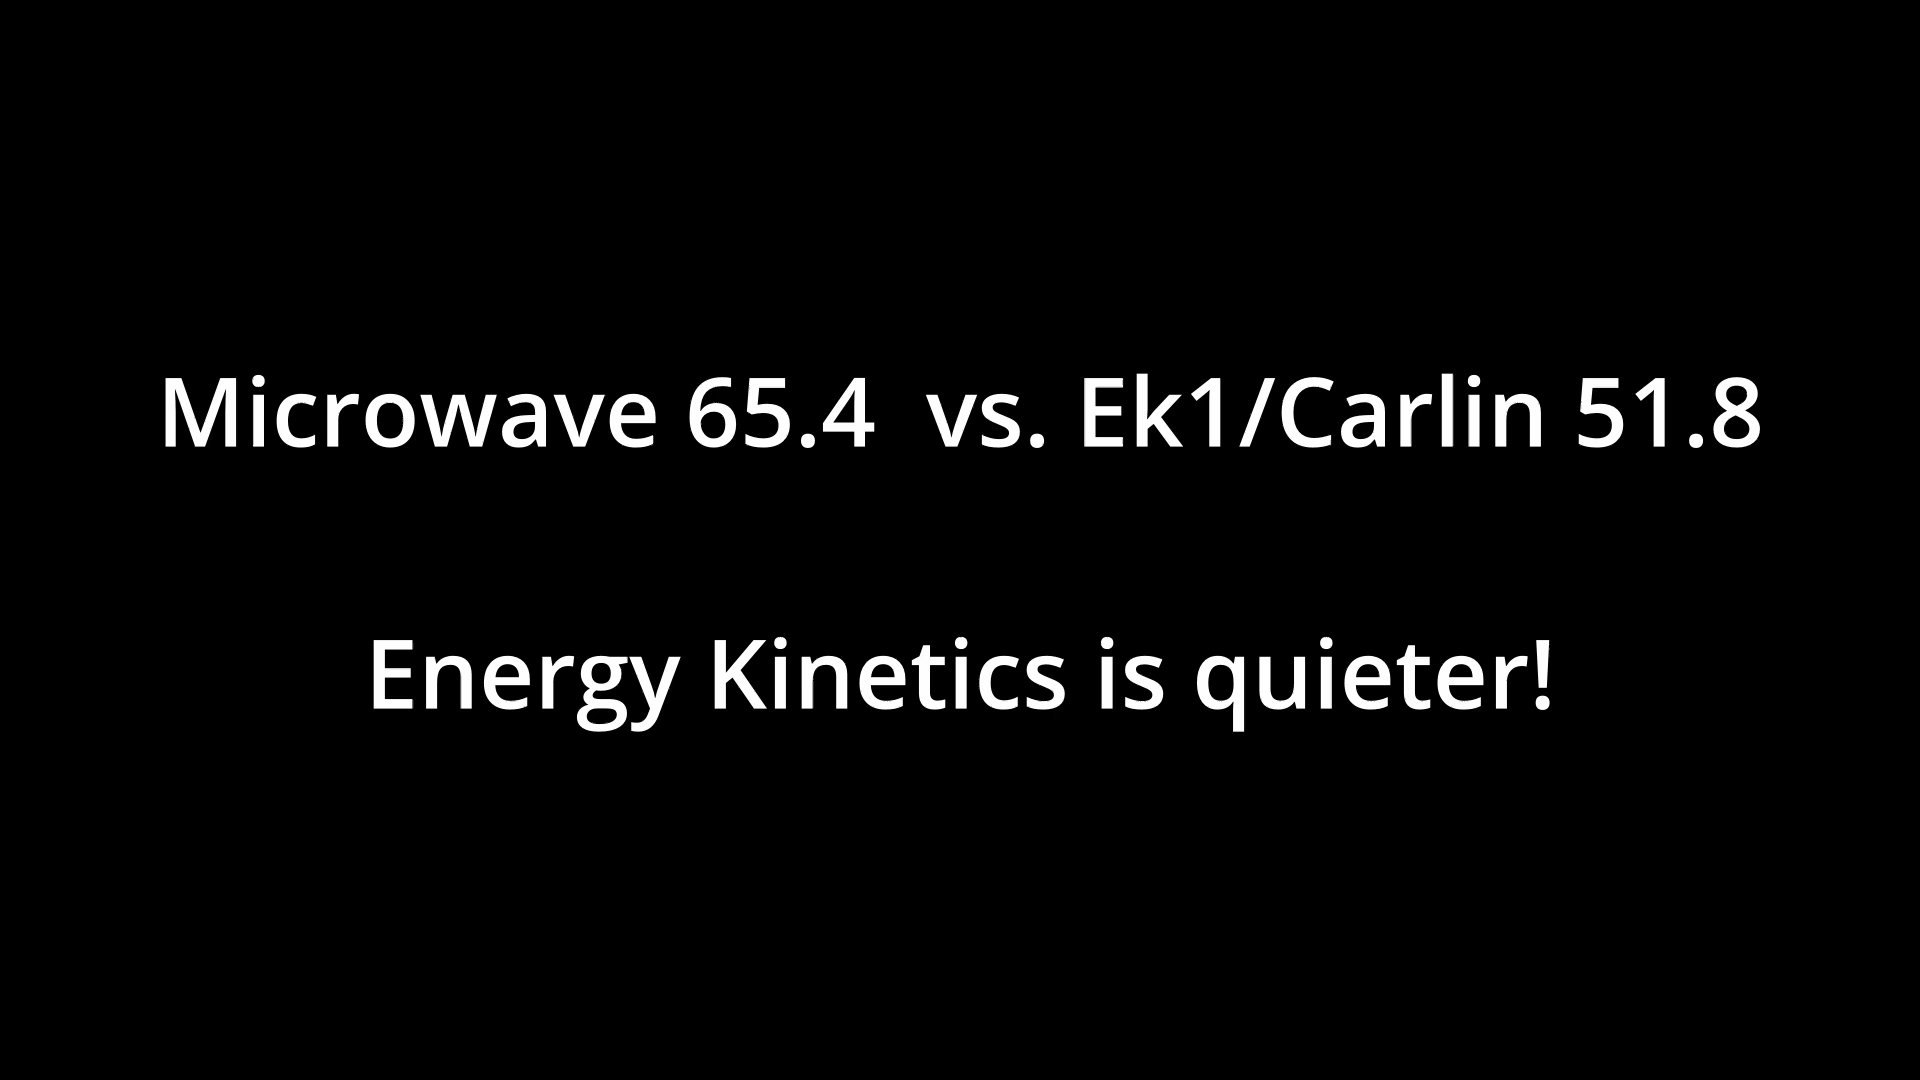 Microwave 65.4  vs. Ek1/Carlin 51.8
Energy Kinetics is quieter!